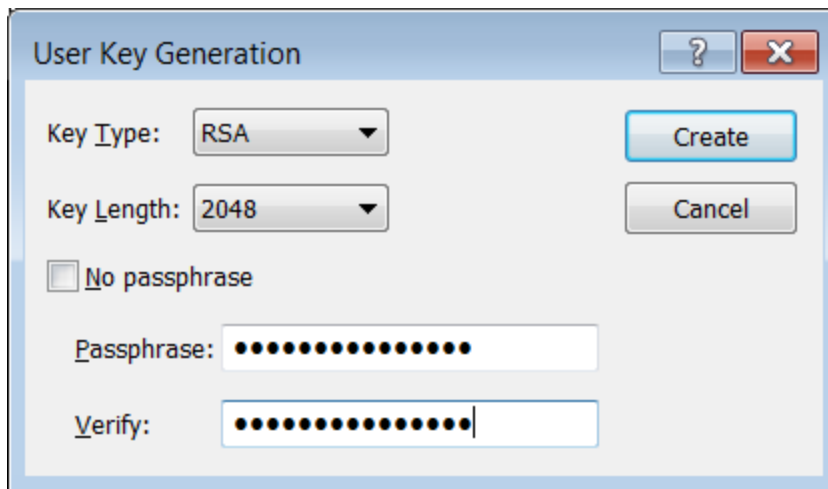 User Key Generation
Key Type: RSA Create
Key Length: 2048 Cancel
No passphrase
Passphrase: •••••••••••••••
Verify: •••••••••••••••